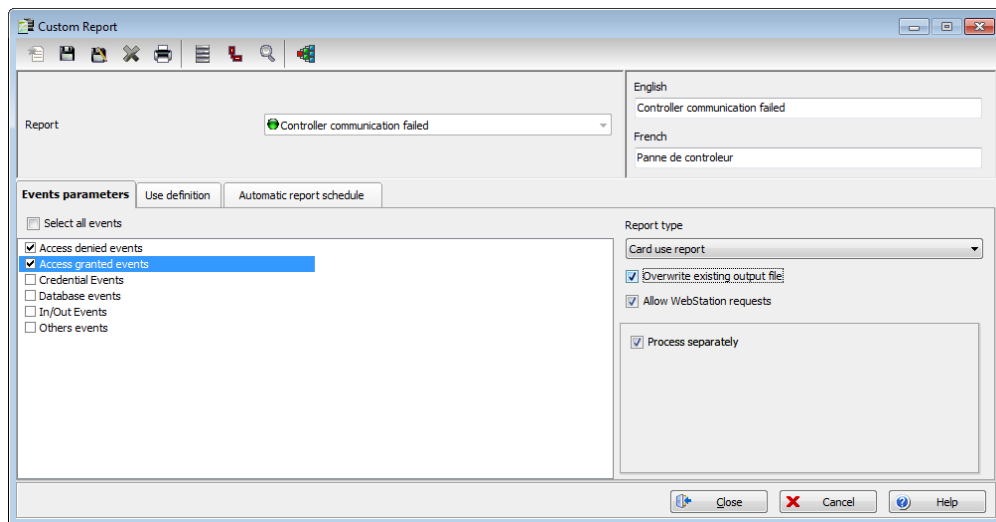 Custom Report
English
Controller communication failed
Report
Controller communication failed
French
Panne de controleur
Events parameters
Use definition
Automatic report schedule
Select all events
Report type
Access denied events
Card use report
Access granted events
Overwrite existing output file
Credential Events
Database events
Allow WebStation requests
In/Out Events
Others events
Process separately
Close
Cancel
Help